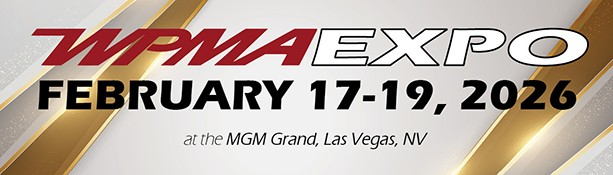 WPMAEXPO
FEBRUARY 17-19, 2026
at the MGM Grand, Las Vegas, NV